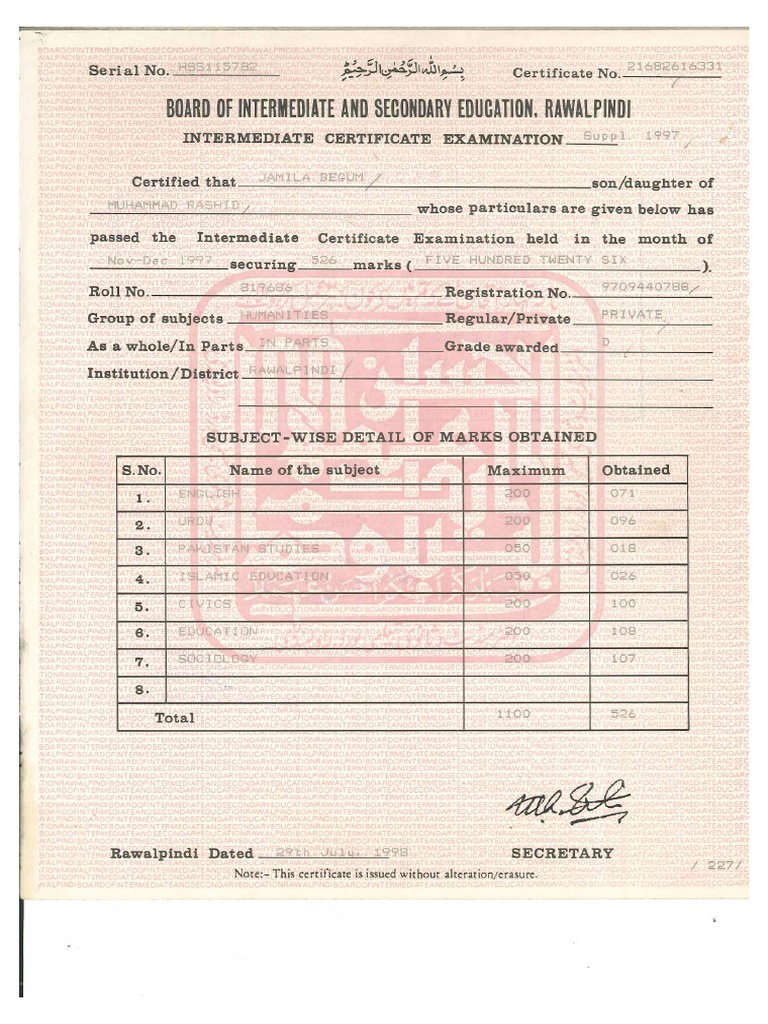 Serial No. HSS115782 بِسْمِ اللهِ الرَّحْمٰنِ الرَّحِيْمِ Certificate No. 21682616331
BOARD OF INTERMEDIATE AND SECONDARY EDUCATION, RAWALPINDI
INTERMEDIATE CERTIFICATE EXAMINATION Suppl. 1997
Certified that JAMILA BEGUM son/daughter of
MUHAMMAD RASHID whose particulars are given below has
passed the Intermediate Certificate Examination held in the month of
Nov-Dec 1997 securing 526 marks ( FIVE HUNDRED TWENTY SIX ).
Roll No. 819686 Registration No. 970944078B/
Group of subjects HUMANITIES Regular/Private PRIVATE
As a whole/In Parts IN PARTS Grade awarded D
Institution/District RAWALPINDI/
SUBJECT-WISE DETAIL OF MARKS OBTAINED
S.No. Name of the subject Maximum Obtained
1. ENGLISH 200 071
2. URDU 200 096
3. PAKISTAN STUDIES 050 018
4. ISLAMIC EDUCATION 050 026
5. CIVICS 200 100
6. EDUCATION 200 108
7. SOCIOLOGY 200 107
8.
Total 1100 526
Rawalpindi Dated 29th July, 1998 SECRETARY
/ 227/
Note:- This certificate is issued without alteration/erasure.